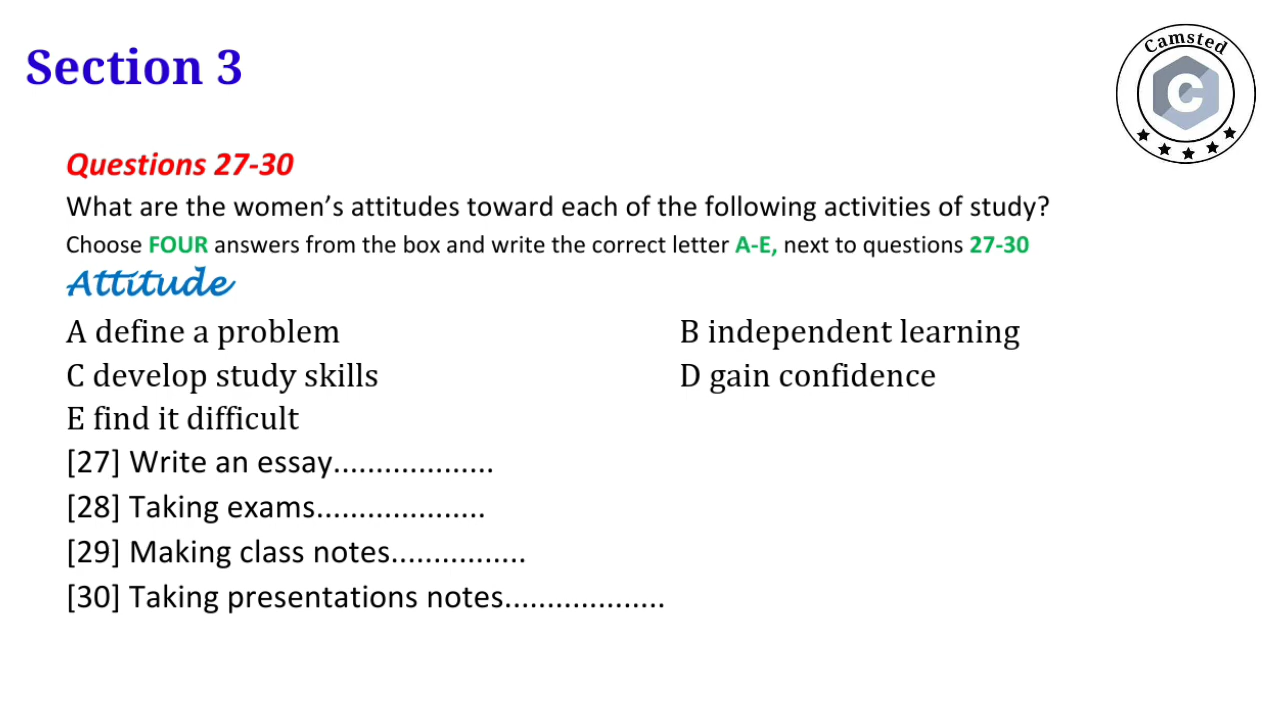 Section 3
Camsted
C
Questions 27-30
What are the women's attitudes toward each of the following activities of study?
Choose FOUR answers from the box and write the correct letter A-E, next to questions 27-30
Attitude
A define a problem B independent learning
C develop study skills D gain confidence
E find it difficult
[27] Write an essay...................
[28] Taking exams....................
[29] Making class notes................
[30] Taking presentations notes...................